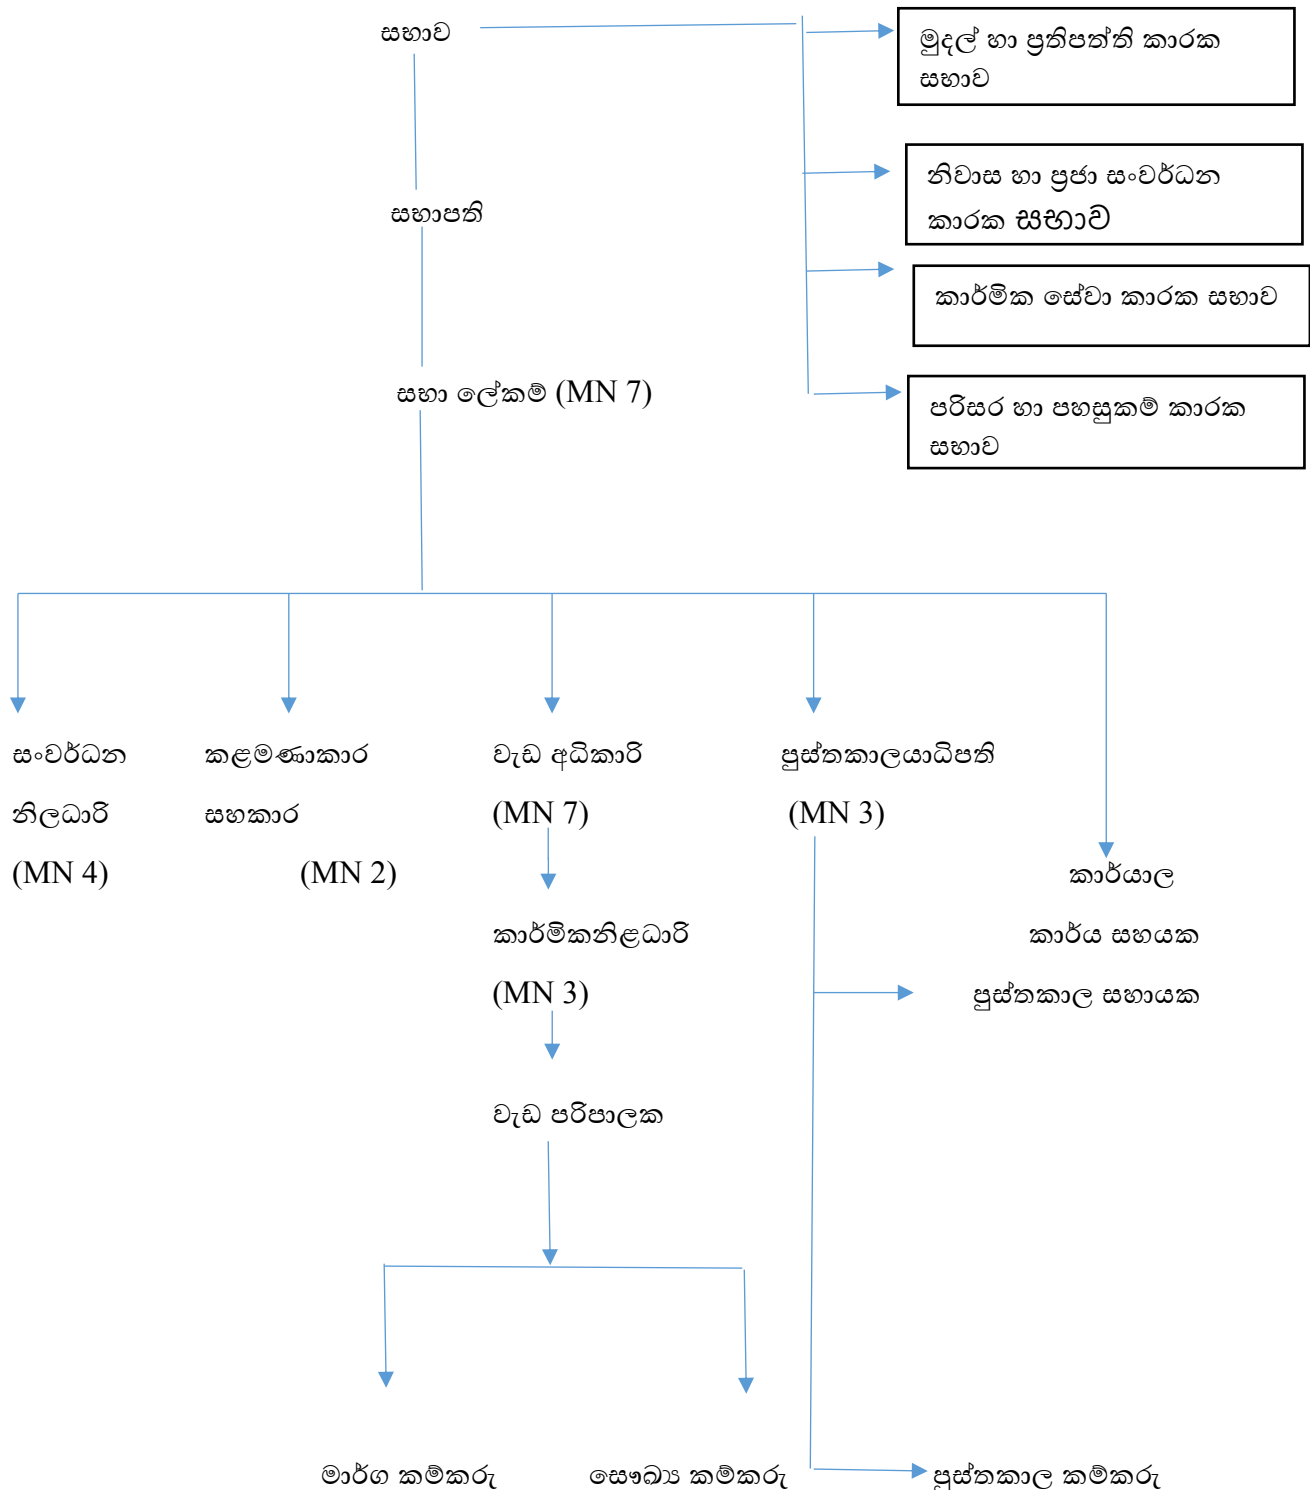 සභාව
මුදල් හා ප්‍රතිපත්ති කාරක
සභාව
නිවාස හා ප්‍රජා සංවර්ධන
කාරක සභාව
සභාපති
කාර්මික සේවා කාරක සභාව
සභා ලේකම් (MN 7)
පරිසර හා පහසුකම් කාරක
සභාව
සංවර්ධන
නිලධාරි
(MN 4)
කළමණාකාර
සහකාර
(MN 2)
වැඩ අධිකාරි
(MN 7)
පුස්තකාලයාධිපති
(MN 3)
කාර්යාල
කාර්ය සහයක
කාර්මිකනිළධාරි
(MN 3)
පුස්තකාල සහායක
වැඩ පරිපාලක
මාර්ග කම්කරු
සෞඛ්‍ය කම්කරු
පුස්තකාල කම්කරු